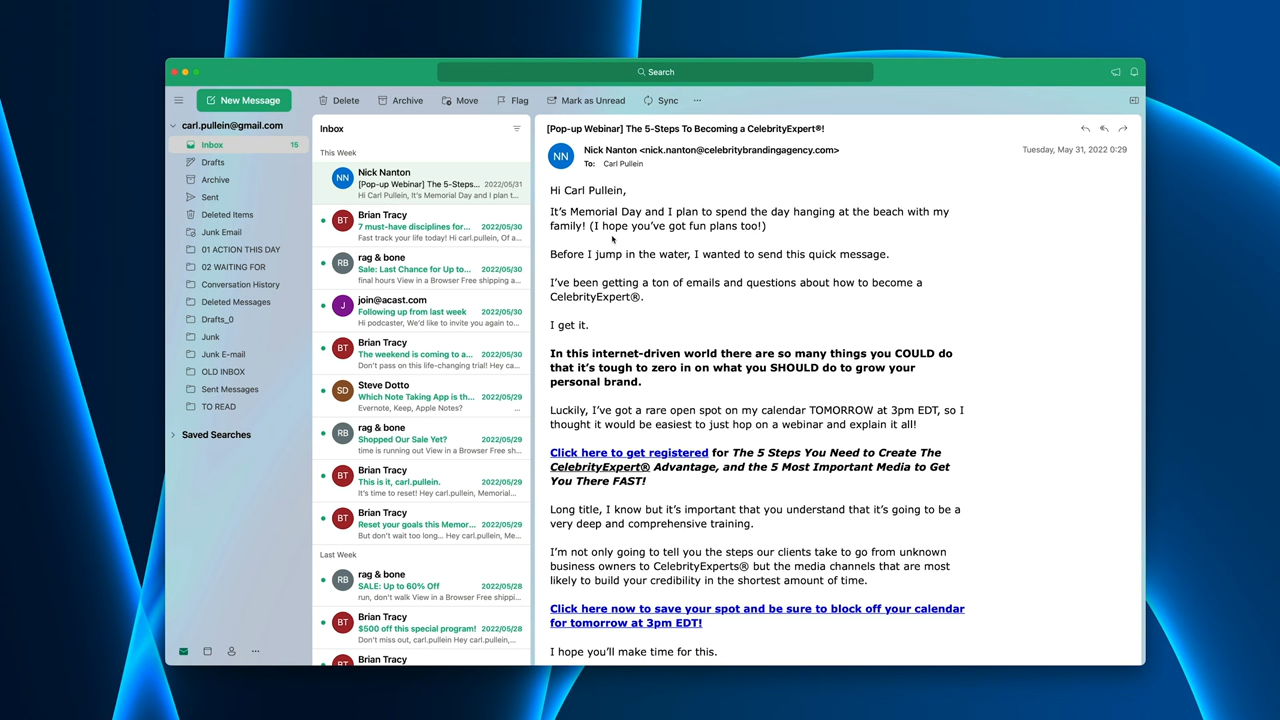 Search
New Message
Delete
Archive
Move
Flag
Mark as Unread
Sync
carl.pullein@gmail.com
Inbox 15
Drafts
Archive
Sent
Deleted Items
Junk Email
01 ACTION THIS DAY
02 WAITING FOR
Conversation History
Deleted Messages
Drafts_0
Junk
Junk E-mail
OLD INBOX
Sent Messages
TO READ
Saved Searches
Inbox
This Week
NN
Nick Nanton
[Pop-up Webinar] The 5-Steps... 2022/05/31
Hi Carl Pullein, It's Memorial Day and I plan t...
BT
Brian Tracy
7 must-have disciplines for... 2022/05/30
Fast track your life today! Hi carl.pullein, Of a...
RB
rag & bone
Sale: Last Chance for Up to... 2022/05/30
final hours View in a Browser Free shipping a...
J
join@acast.com
Following up from last week 2022/05/30
Hi podcaster, We'd like to invite you again to...
BT
Brian Tracy
The weekend is coming to a... 2022/05/30
Don't pass on this life-changing trial! Hey ca...
SD
Steve Dotto
Which Note Taking App is th... 2022/05/29
Evernote, Keep, Apple Notes? ...
RB
rag & bone
Shopped Our Sale Yet? 2022/05/29
time is running out View in a Browser Free sh...
BT
Brian Tracy
This is it, carl.pullein. 2022/05/29
It's time to reset! Hey carl.pullein, Memorial...
BT
Brian Tracy
Reset your goals this Memor... 2022/05/29
But don't wait too long... Hey carl.pullein, Me...
Last Week
RB
rag & bone
SALE: Up to 60% Off 2022/05/28
run, don't walk View in a Browser Free shippi...
BT
Brian Tracy
$500 off this special program! 2022/05/28
Don't miss out, carl.pullein Hey carl.pullein,...
BT
Brian Tracy
[Pop-up Webinar] The 5-Steps To Becoming a CelebrityExpert®!
NN
Nick Nanton <nick.nanton@celebritybrandingagency.com>
To: Carl Pullein
Tuesday, May 31, 2022 0:29
Hi Carl Pullein,
It's Memorial Day and I plan to spend the day hanging at the beach with my
family! (I hope you've got fun plans too!)
Before I jump in the water, I wanted to send this quick message.
I've been getting a ton of emails and questions about how to become a
CelebrityExpert®.
I get it.
In this internet-driven world there are so many things you COULD do
that it's tough to zero in on what you SHOULD do to grow your
personal brand.
Luckily, I've got a rare open spot on my calendar TOMORROW at 3pm EDT, so I
thought it would be easiest to just hop on a webinar and explain it all!
Click here to get registered for The 5 Steps You Need to Create The
CelebrityExpert® Advantage, and the 5 Most Important Media to Get
You There FAST!
Long title, I know but it's important that you understand that it's going to be a
very deep and comprehensive training.
I'm not only going to tell you the steps our clients take to go from unknown
business owners to CelebrityExperts® but the media channels that are most
likely to build your credibility in the shortest amount of time.
Click here now to save your spot and be sure to block off your calendar
for tomorrow at 3pm EDT!
I hope you'll make time for this.